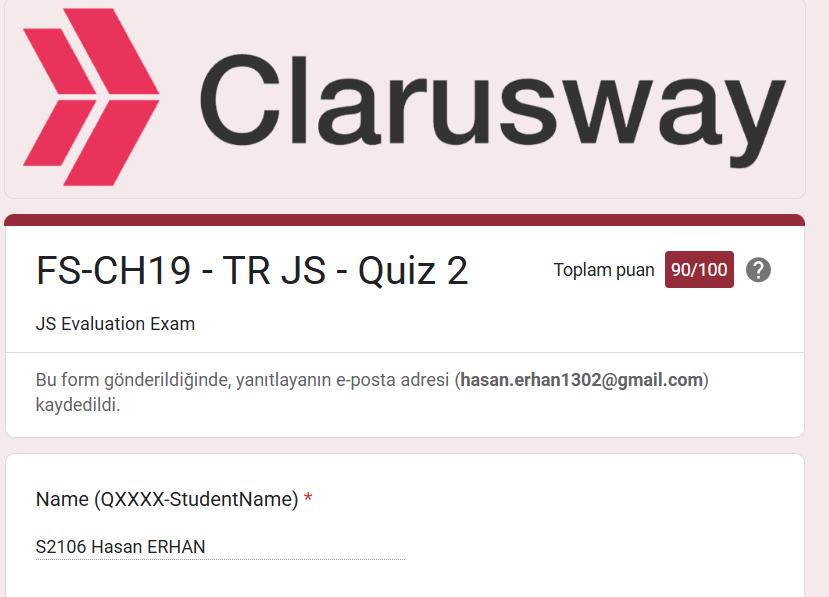 Clarusway
FS-CH19 - TR JS - Quiz 2
Toplam puan 90/100 ?
JS Evaluation Exam
Bu form gönderildiğinde, yanıtlayanın e-posta adresi (hasan.erhan1302@gmail.com)
kaydedildi.
Name (QXXXX-StudentName) *
S2106 Hasan ERHAN